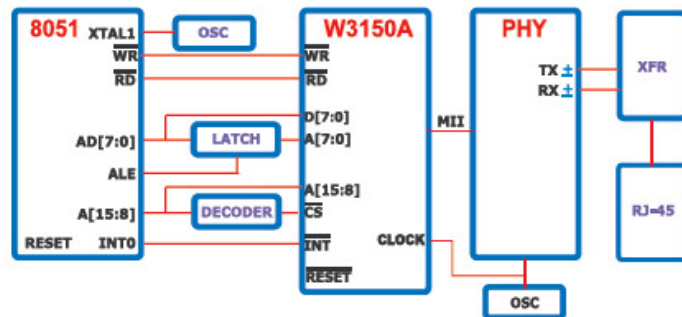 8051
XTAL1
OSC
W3150A
PHY
WR
WR
RD
RD
TX ±
RX ±
XFR
D[7:0]
AD[7:0]
LATCH
A[7:0]
MII
ALE
A[15:8]
A[15:8]
DECODER
CS
RJ=45
RESET
INT0
INT
CLOCK
RESET
OSC